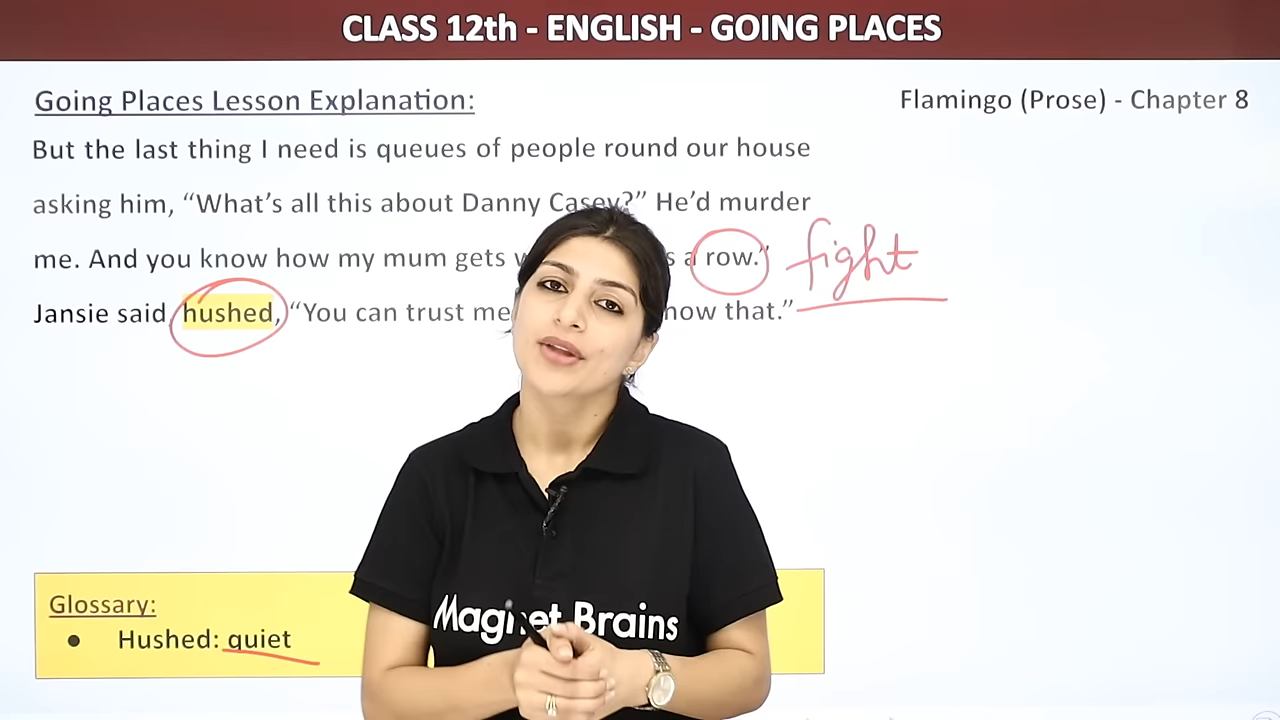 CLASS 12th - ENGLISH - GOING PLACES
Going Places Lesson Explanation:
Flamingo (Prose) - Chapter 8
But the last thing I need is queues of people round our house
asking him, “What’s all this about Danny Casey?” He’d murder
me. And you know how my mum gets a row.” fight
Jansie said, hushed, “You can trust me know that.”
Glossary:
● Hushed: quiet
Magnet Brains